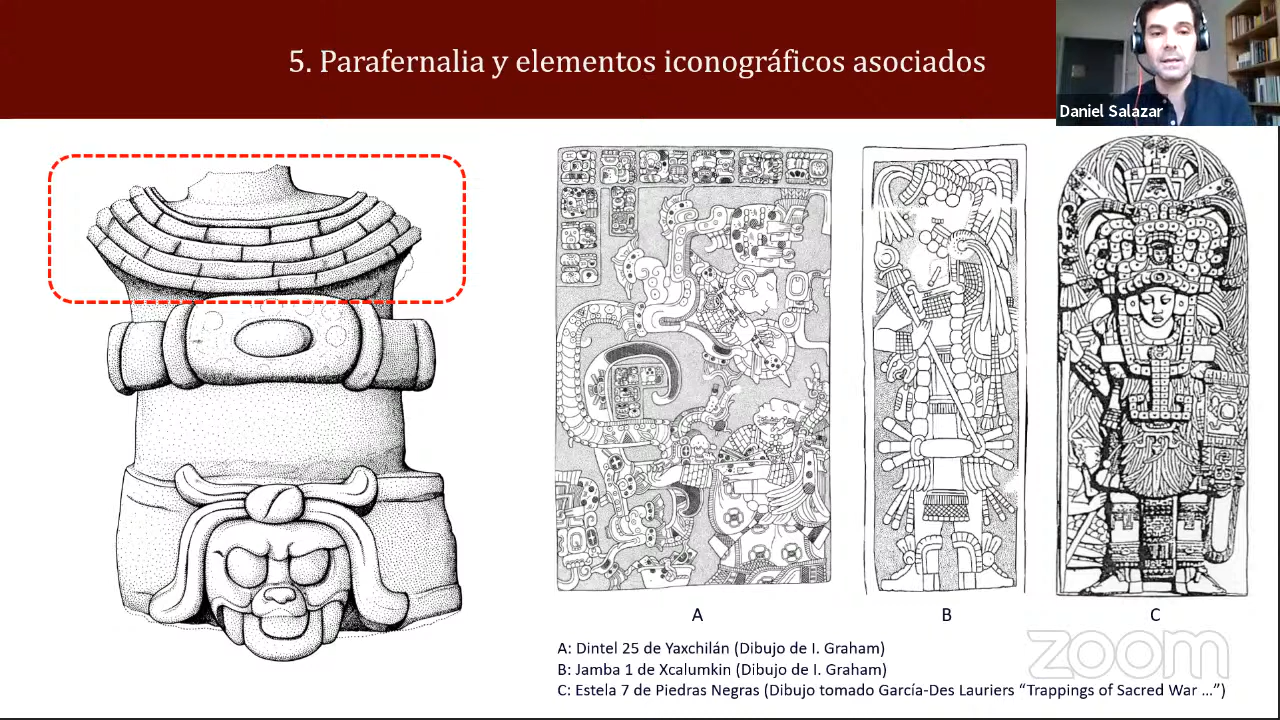 5. Parafernalia y elementos iconográficos asociados
Daniel Salazar
A
B
C
A: Dintel 25 de Yaxchilán (Dibujo de I. Graham)
B: Jamba 1 de Xcalumkin (Dibujo de I. Graham)
C: Estela 7 de Piedras Negras (Dibujo tomado García-Des Lauriers “Trappings of Sacred War …”)
zoom